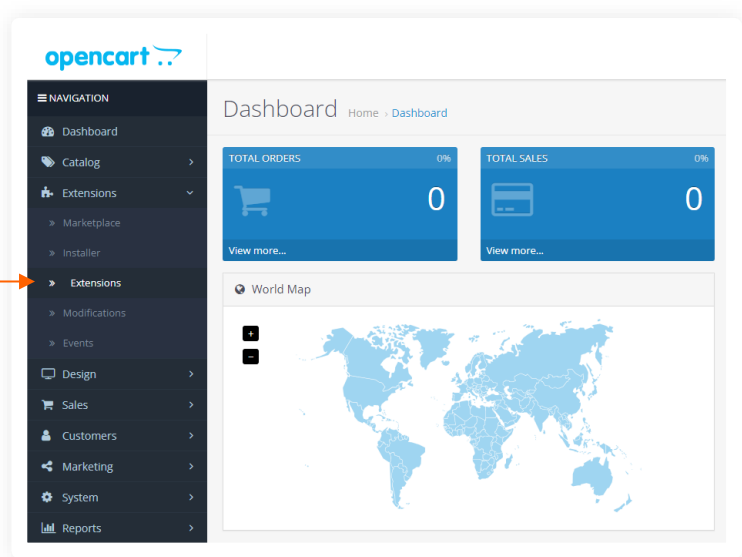 opencart
NAVIGATION
Dashboard
Catalog
Extensions
» Marketplace
» Installer
» Extensions
» Modifications
» Events
Design
Sales
Customers
Marketing
System
Reports
Dashboard Home › Dashboard
TOTAL ORDERS 0%
0
View more...
TOTAL SALES 0%
0
View more...
World Map
+
−